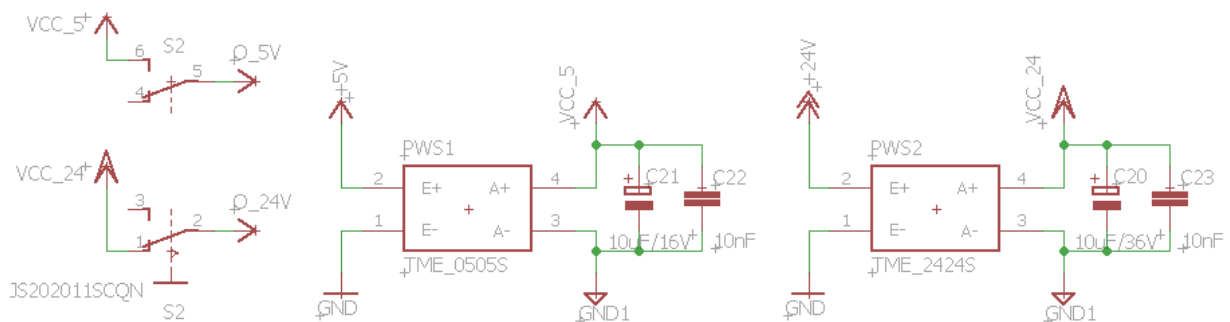 VCC_5
6
S2
O_5V
5
4
VCC_24
3
O_24V
2
1
JS202011SCQN
S2
+5V
PWS1
2
E+
A+
4
1
E-
A-
3
TME_0505S
GND
VCC_5
+
C21
C22
10uF/16V
10nF
GND1
+24V
PWS2
2
E+
A+
4
1
E-
A-
3
TME_2424S
GND
VCC_24
+
C20
C23
10uF/36V
10nF
GND1